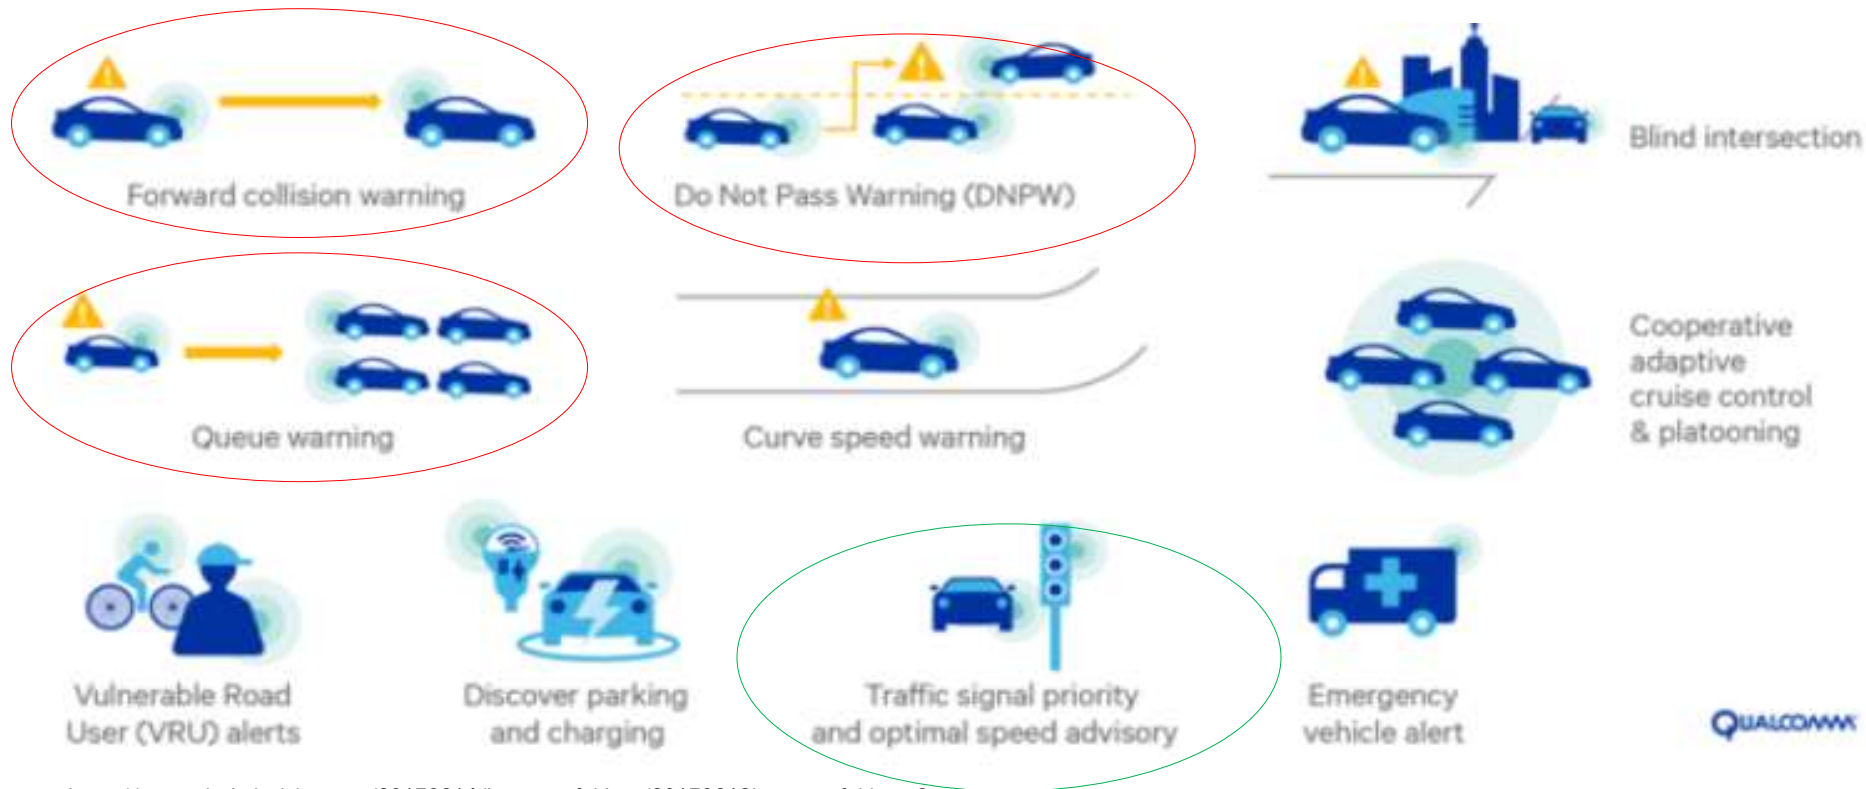 Forward collision warning
Do Not Pass Warning (DNPW)
Blind intersection
Queue warning
Curve speed warning
Cooperative
adaptive
cruise control
& platooning
Vulnerable Road
User (VRU) alerts
Discover parking
and charging
Traffic signal priority
and optimal speed advisory
Emergency
vehicle alert
QUALCOMM